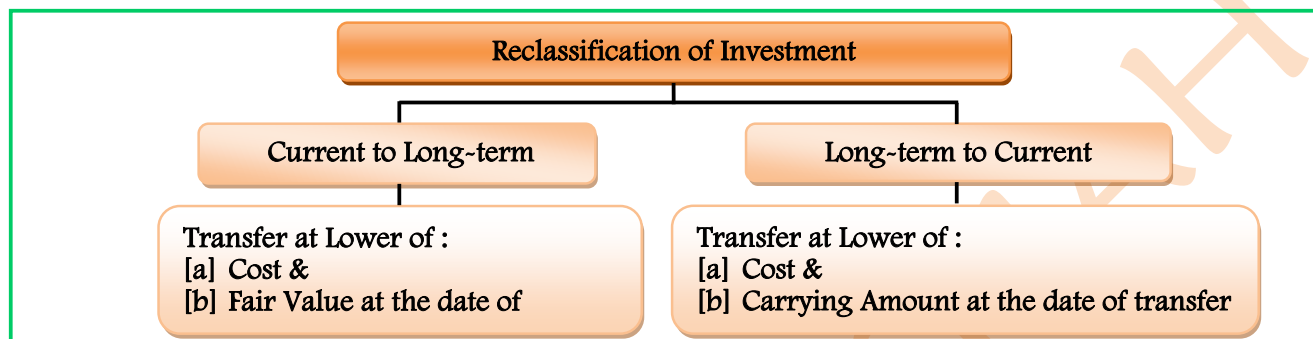 Reclassification of Investment
Current to Long-term
Long-term to Current
Transfer at Lower of :
[a] Cost &
[b] Fair Value at the date of
Transfer at Lower of :
[a] Cost &
[b] Carrying Amount at the date of transfer